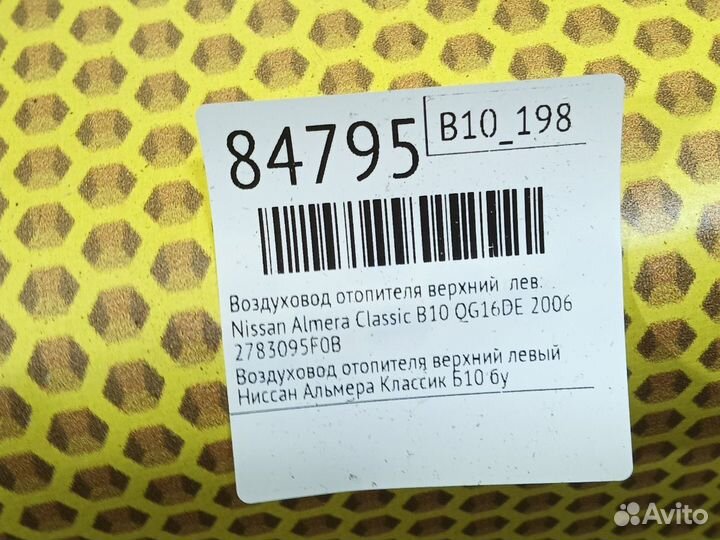 84795
B10_198
Воздуховод отопителя верхний лев.
Nissan Almera Classic B10 QG16DE 2006
2783095F0B
Воздуховод отопителя верхний левый
Ниссан Альмера Классик Б10 бу
Avito